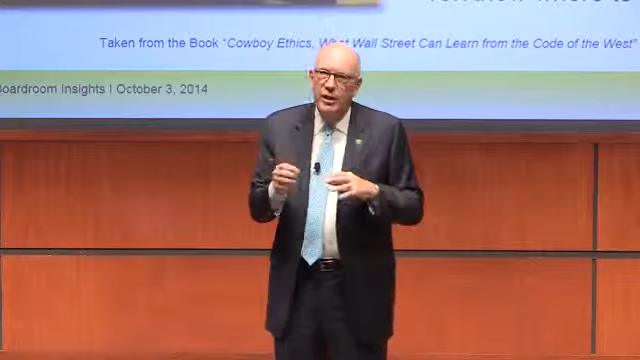 Taken from the Book "Cowboy Ethics, What Wall Street Can Learn from the Code of the West"
Boardroom Insights | October 3, 2014